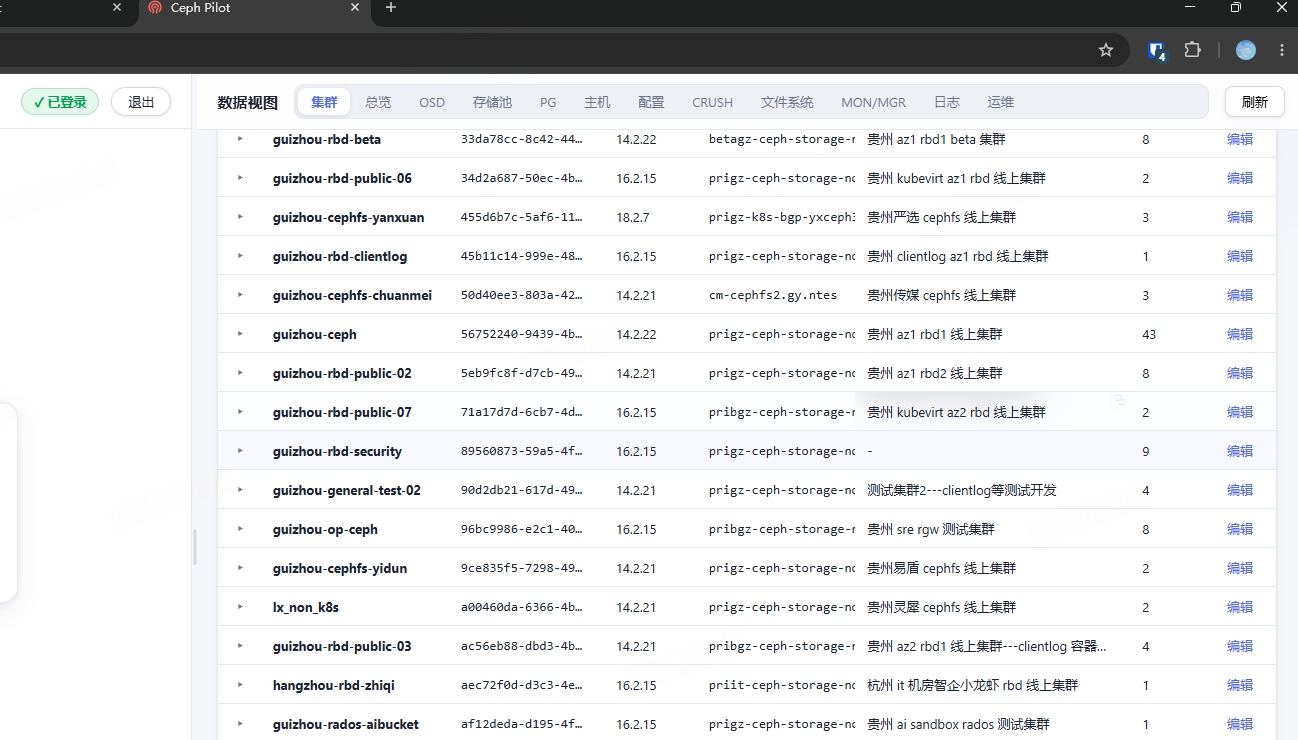 Ceph Pilot
4
✓已登录 退出 数据视图 集群 总览 OSD 存储池 PG 主机 配置 CRUSH 文件系统 MON/MGR 日志 运维 刷新
guizhou-rbd-beta 33da78cc-8c42-44… 14.2.22 betagz-ceph-storage-r 贵州 az1 rbd1 beta 集群 8 编辑
guizhou-rbd-public-06 34d2a687-50ec-4b… 16.2.15 prigz-ceph-storage-nc 贵州 kubevirt az1 rbd 线上集群 2 编辑
guizhou-cephfs-yanxuan 455d6b7c-5af6-11… 18.2.7 prigz-k8s-bgp-yxceph3 贵州严选 cephfs 线上集群 3 编辑
guizhou-rbd-clientlog 45b11c14-999e-48… 16.2.15 prigz-ceph-storage-nc 贵州 clientlog az1 rbd 线上集群 1 编辑
guizhou-cephfs-chuanmei 50d40ee3-803a-42… 14.2.21 cm-cephfs2.gy.ntes 贵州传媒 cephfs 线上集群 3 编辑
guizhou-ceph 56752240-9439-4b… 14.2.22 prigz-ceph-storage-nc 贵州 az1 rbd1 线上集群 43 编辑
guizhou-rbd-public-02 5eb9fc8f-d7cb-49… 14.2.21 prigz-ceph-storage-nc 贵州 az1 rbd2 线上集群 8 编辑
guizhou-rbd-public-07 71a17d7d-6cb7-4d… 16.2.15 pribgz-ceph-storage-r 贵州 kubevirt az2 rbd 线上集群 2 编辑
guizhou-rbd-security 89560873-59a5-4f… 16.2.15 prigz-ceph-storage-nc - 9 编辑
guizhou-general-test-02 90d2db21-617d-49… 14.2.21 prigz-ceph-storage-nc 测试集群2---clientlog等测试开发 4 编辑
guizhou-op-ceph 96bc9986-e2c1-40… 16.2.15 pribgz-ceph-storage-r 贵州 sre rgw 测试集群 8 编辑
guizhou-cephfs-yidun 9ce835f5-7298-49… 14.2.21 prigz-ceph-storage-nc 贵州易盾 cephfs 线上集群 2 编辑
lx_non_k8s a00460da-6366-4b… 14.2.21 prigz-ceph-storage-nc 贵州灵犀 cephfs 线上集群 2 编辑
guizhou-rbd-public-03 ac56eb88-dbd3-4b… 14.2.21 pribgz-ceph-storage-r 贵州 az2 rbd1 线上集群---clientlog 容器... 4 编辑
hangzhou-rbd-zhiqi aec72f0d-d3c3-4e… 16.2.15 priit-ceph-storage-nc 杭州 it 机房智企小龙虾 rbd 线上集群 1 编辑
guizhou-rados-aibucket af12deda-d195-4f… 16.2.15 prigz-ceph-storage-nc 贵州 ai sandbox rados 测试集群 1 编辑